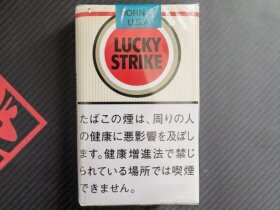 BORN IN
U.S.A
LUCKY
STRIKE
たばこの煙は、周りの人
の健康に悪影響を及ぼし
ます。健康増進法で禁じ
られている場所では喫煙
できません。